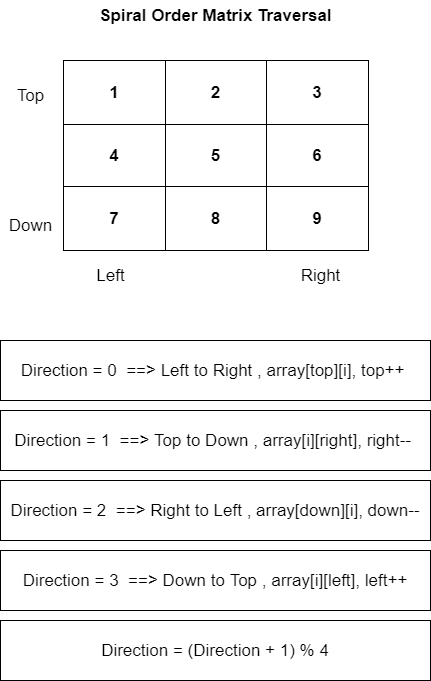 Spiral Order Matrix Traversal
Top 1 2 3
4 5 6
Down 7 8 9
Left Right
Direction = 0 ==> Left to Right , array[top][i], top++
Direction = 1 ==> Top to Down , array[i][right], right--
Direction = 2 ==> Right to Left , array[down][i], down--
Direction = 3 ==> Down to Top , array[i][left], left++
Direction = (Direction + 1) % 4